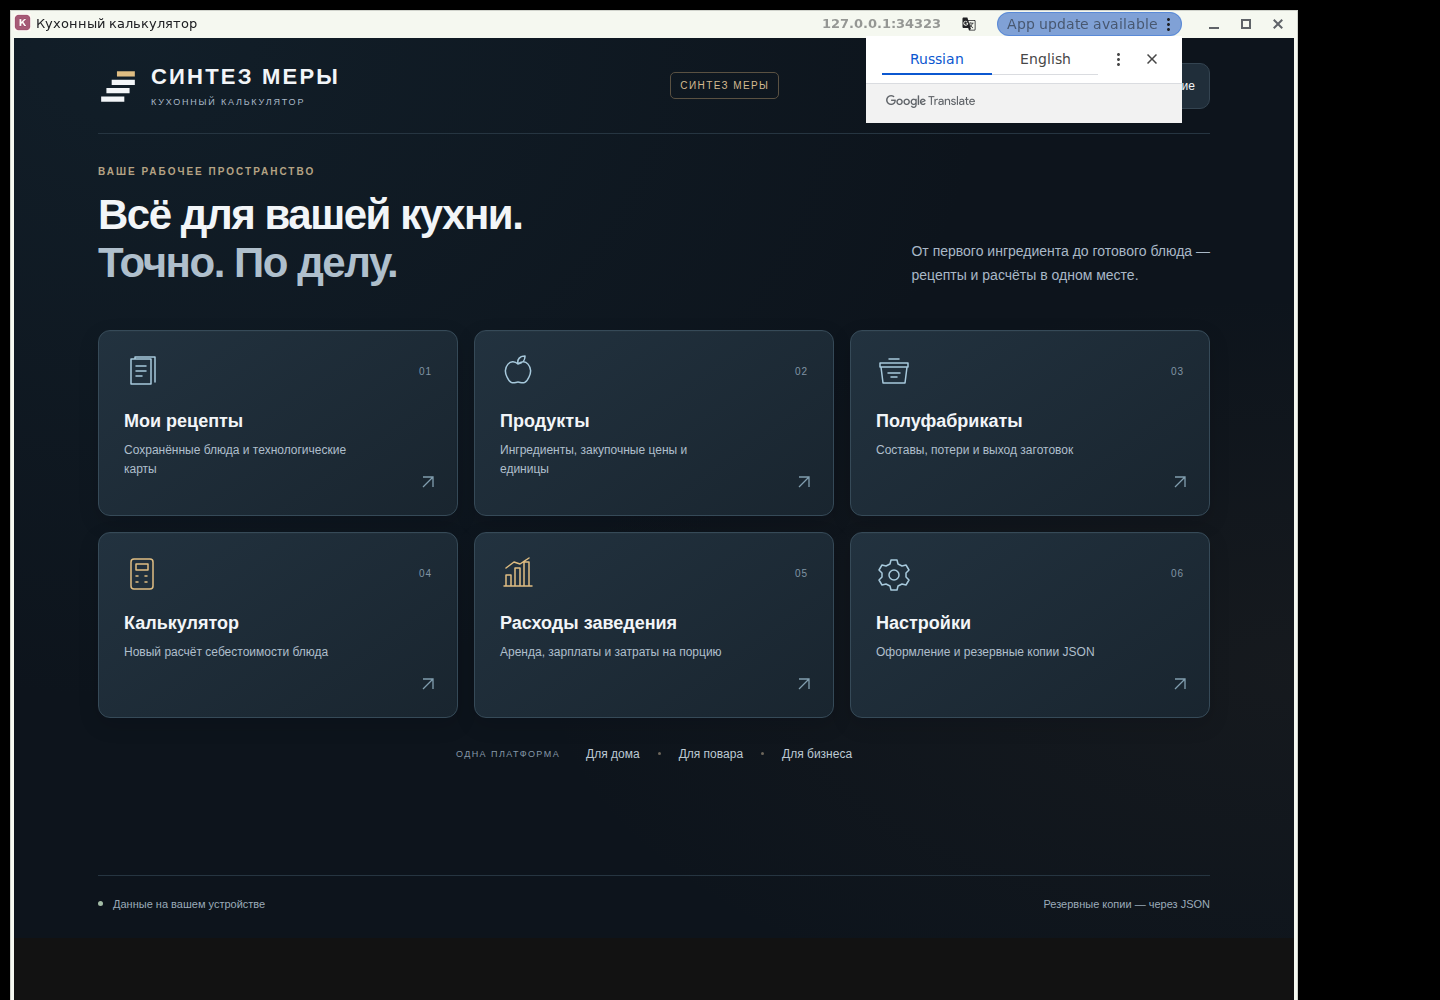 К Кухонный калькулятор
127.0.0.1:34323
App update available
Russian English
Google Translate
СИНТЕЗ МЕРЫ
КУХОННЫЙ КАЛЬКУЛЯТОР
СИНТЕЗ МЕРЫ
ие
ВАШЕ РАБОЧЕЕ ПРОСТРАНСТВО
Всё для вашей кухни.
Точно. По делу.
От первого ингредиента до готового блюда —
рецепты и расчёты в одном месте.
01
Мои рецепты
Сохранённые блюда и технологические
карты
02
Продукты
Ингредиенты, закупочные цены и
единицы
03
Полуфабрикаты
Составы, потери и выход заготовок
04
Калькулятор
Новый расчёт себестоимости блюда
05
Расходы заведения
Аренда, зарплаты и затраты на порцию
06
Настройки
Оформление и резервные копии JSON
ОДНА ПЛАТФОРМА Для дома • Для повара • Для бизнеса
Данные на вашем устройстве
Резервные копии — через JSON